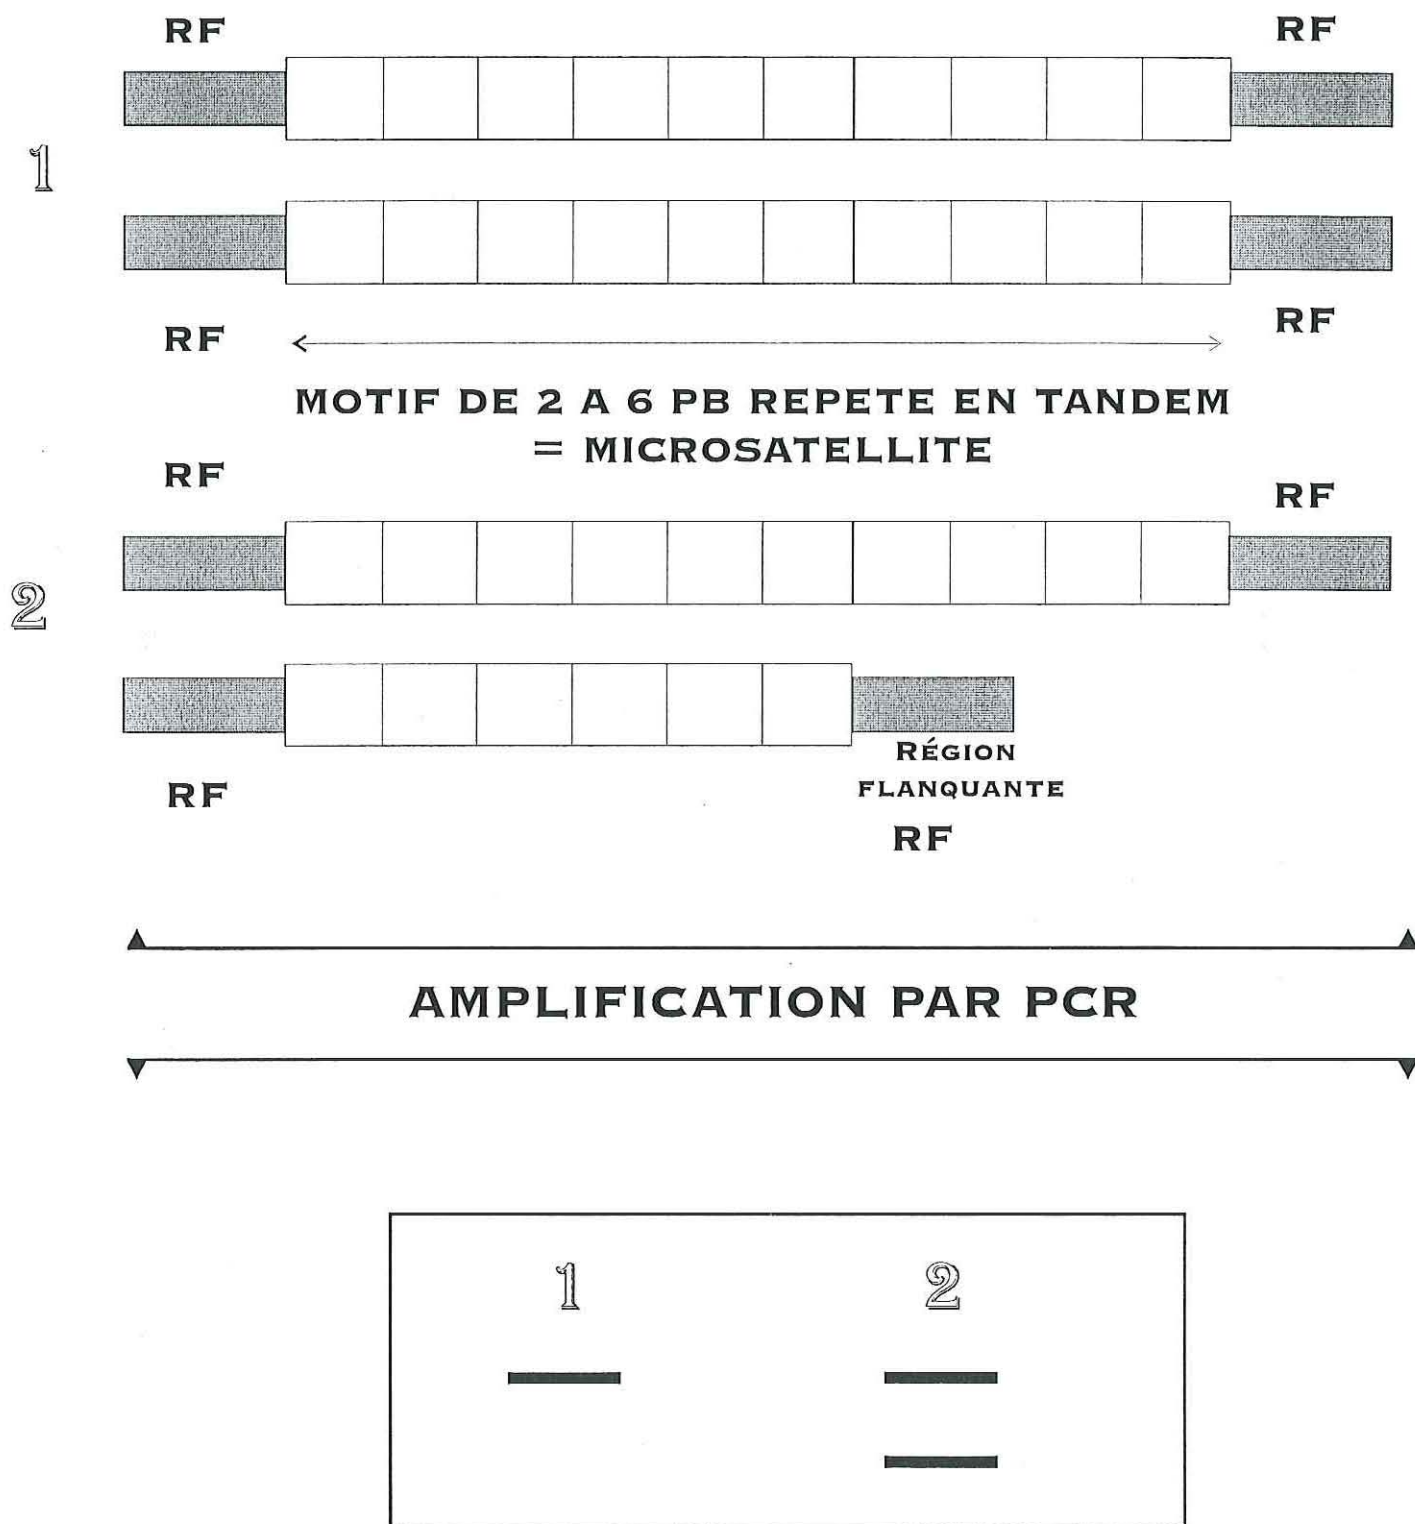 RF
RF
1
RF
RF
MOTIF DE 2 A 6 PB REPETE EN TANDEM
= MICROSATELLITE
RF
RF
2
RÉGION
FLANQUANTE
RF
RF
AMPLIFICATION PAR PCR
1
2